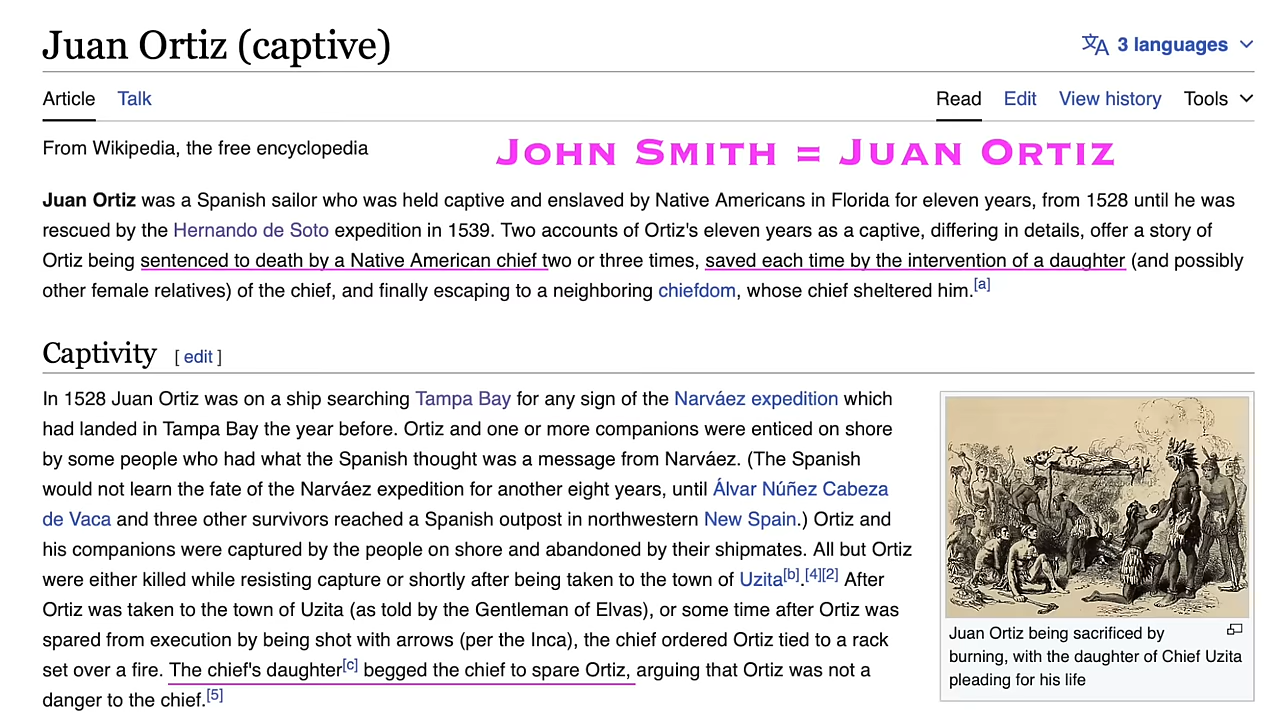 Juan Ortiz (captive)
3 languages
Article Talk Read Edit View history Tools
From Wikipedia, the free encyclopedia
JOHN SMITH = JUAN ORTIZ
Juan Ortiz was a Spanish sailor who was held captive and enslaved by Native Americans in Florida for eleven years, from 1528 until he was
rescued by the Hernando de Soto expedition in 1539. Two accounts of Ortiz's eleven years as a captive, differing in details, offer a story of
Ortiz being sentenced to death by a Native American chief two or three times, saved each time by the intervention of a daughter (and possibly
other female relatives) of the chief, and finally escaping to a neighboring chiefdom, whose chief sheltered him.[a]
Captivity [ edit ]
In 1528 Juan Ortiz was on a ship searching Tampa Bay for any sign of the Narváez expedition which
had landed in Tampa Bay the year before. Ortiz and one or more companions were enticed on shore
by some people who had what the Spanish thought was a message from Narváez. (The Spanish
would not learn the fate of the Narváez expedition for another eight years, until Álvar Núñez Cabeza
de Vaca and three other survivors reached a Spanish outpost in northwestern New Spain.) Ortiz and
his companions were captured by the people on shore and abandoned by their shipmates. All but Ortiz
were either killed while resisting capture or shortly after being taken to the town of Uzita[b].[4][2] After
Ortiz was taken to the town of Uzita (as told by the Gentleman of Elvas), or some time after Ortiz was
spared from execution by being shot with arrows (per the Inca), the chief ordered Ortiz tied to a rack
set over a fire. The chief's daughter[c] begged the chief to spare Ortiz, arguing that Ortiz was not a
danger to the chief.[5]
Juan Ortiz being sacrificed by
burning, with the daughter of Chief Uzita
pleading for his life